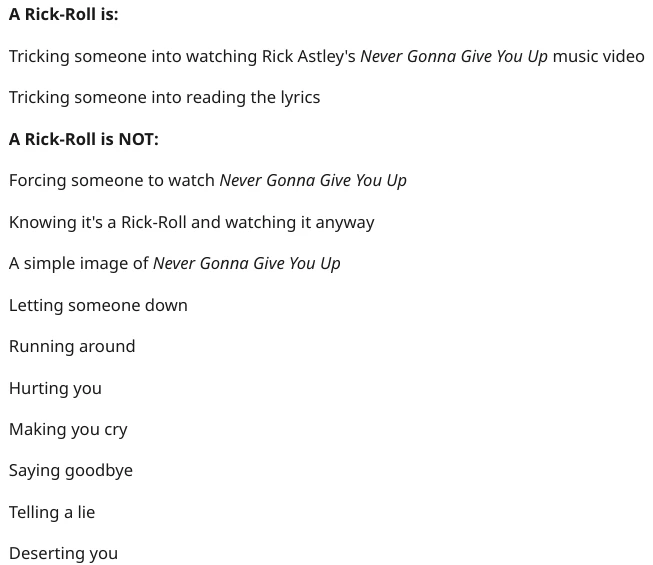 A Rick-Roll is:
Tricking someone into watching Rick Astley's Never Gonna Give You Up music video
Tricking someone into reading the lyrics
A Rick-Roll is NOT:
Forcing someone to watch Never Gonna Give You Up
Knowing it's a Rick-Roll and watching it anyway
A simple image of Never Gonna Give You Up
Letting someone down
Running around
Hurting you
Making you cry
Saying goodbye
Telling a lie
Deserting you